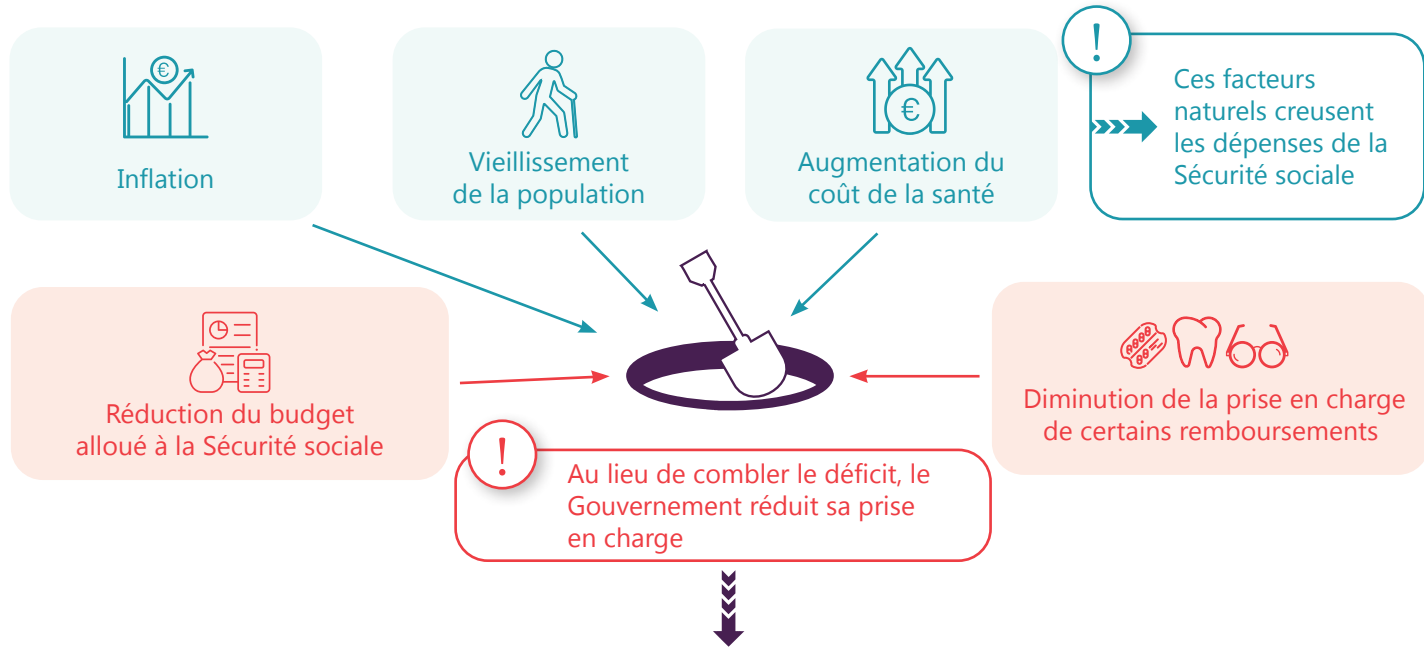 Inflation
Vieillissement
de la population
Augmentation du
coût de la santé
!
Ces facteurs
naturels creusent
les dépenses de la
Sécurité sociale
Réduction du budget
alloué à la Sécurité sociale
Diminution de la prise en charge
de certains remboursements
!
Au lieu de combler le déficit, le
Gouvernement réduit sa prise
en charge